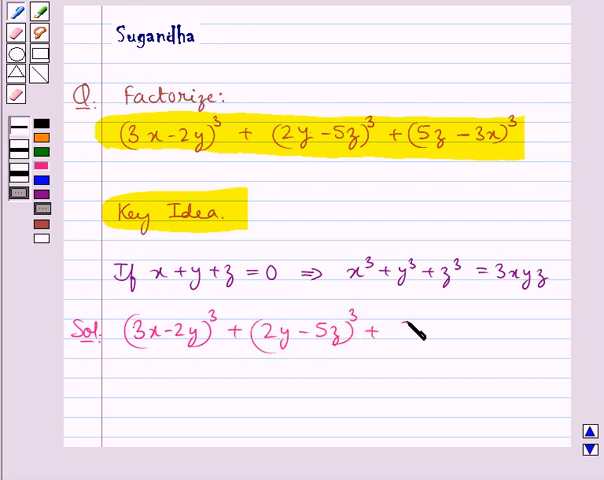 Sugandha
Q. Factorize:
(3x-2y)³ + (2y-5z)³ + (5z-3x)³
Key Idea.
If x+y+z=0 ⇒ x³+y³+z³=3xyz
Sol. (3x-2y)³ + (2y-5z)³ +